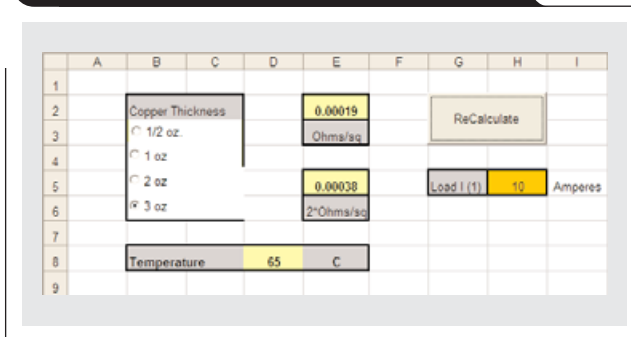 A B C D E F G H I
1
2 Copper Thickness 0.00019 ReCalculate
3 1/2 oz. Ohms/sq
4 1 oz
5 2 oz 0.00038 Load I (1) 10 Amperes
6 3 oz 2*Ohms/sq
7
8 Temperature 65 C
9